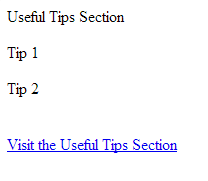 Useful Tips Section
Tip 1
Tip 2
Visit the Useful Tips Section